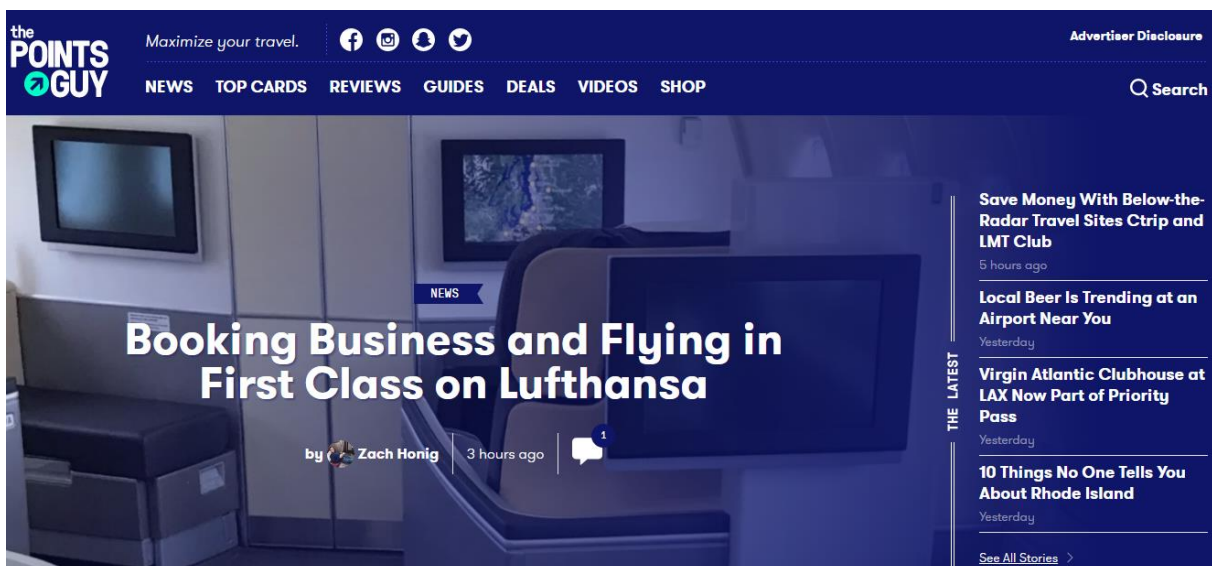 the
POINTS
GUY
Maximize your travel.
Advertiser Disclosure
NEWS TOP CARDS REVIEWS GUIDES DEALS VIDEOS SHOP
Search
NEWS
Booking Business and Flying in
First Class on Lufthansa
by Zach Honig 3 hours ago 1
THE LATEST
Save Money With Below-the-
Radar Travel Sites Ctrip and
LMT Club
5 hours ago
Local Beer Is Trending at an
Airport Near You
Yesterday
Virgin Atlantic Clubhouse at
LAX Now Part of Priority
Pass
Yesterday
10 Things No One Tells You
About Rhode Island
Yesterday
See All Stories